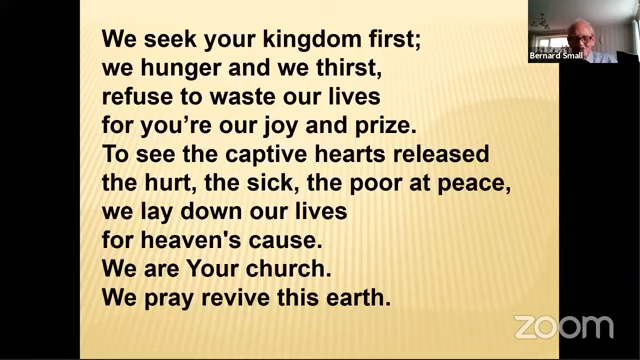 We seek your kingdom first;
we hunger and we thirst,
refuse to waste our lives
for you’re our joy and prize.
To see the captive hearts released
the hurt, the sick, the poor at peace,
we lay down our lives
for heaven's cause.
We are Your church.
We pray revive this earth.
Bernard Small
zoom